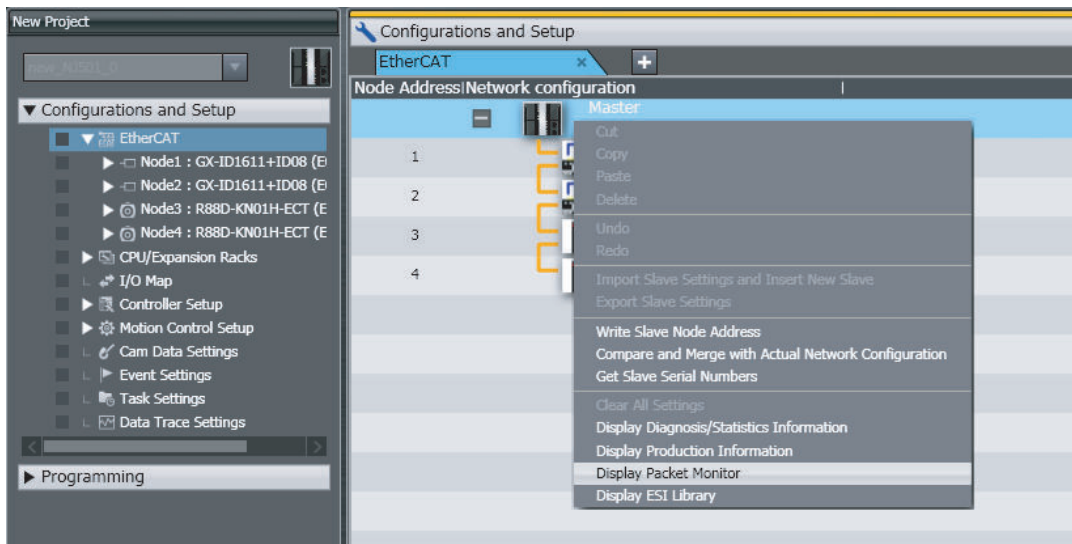 New Project
new_NJ501_0
Configurations and Setup
EtherCAT
Node1 : GX-ID1611+ID08 (E
Node2 : GX-ID1611+ID08 (E
Node3 : R88D-KN01H-ECT (E
Node4 : R88D-KN01H-ECT (E
CPU/Expansion Racks
I/O Map
Controller Setup
Motion Control Setup
Cam Data Settings
Event Settings
Task Settings
Data Trace Settings
Programming
Configurations and Setup
EtherCAT
Node Address|Network configuration
Master
1
2
3
4
Cut
Copy
Paste
Delete
Undo
Redo
Import Slave Settings and Insert New Slave
Export Slave Settings
Write Slave Node Address
Compare and Merge with Actual Network Configuration
Get Slave Serial Numbers
Clear All Settings
Display Diagnosis/Statistics Information
Display Production Information
Display Packet Monitor
Display ESI Library